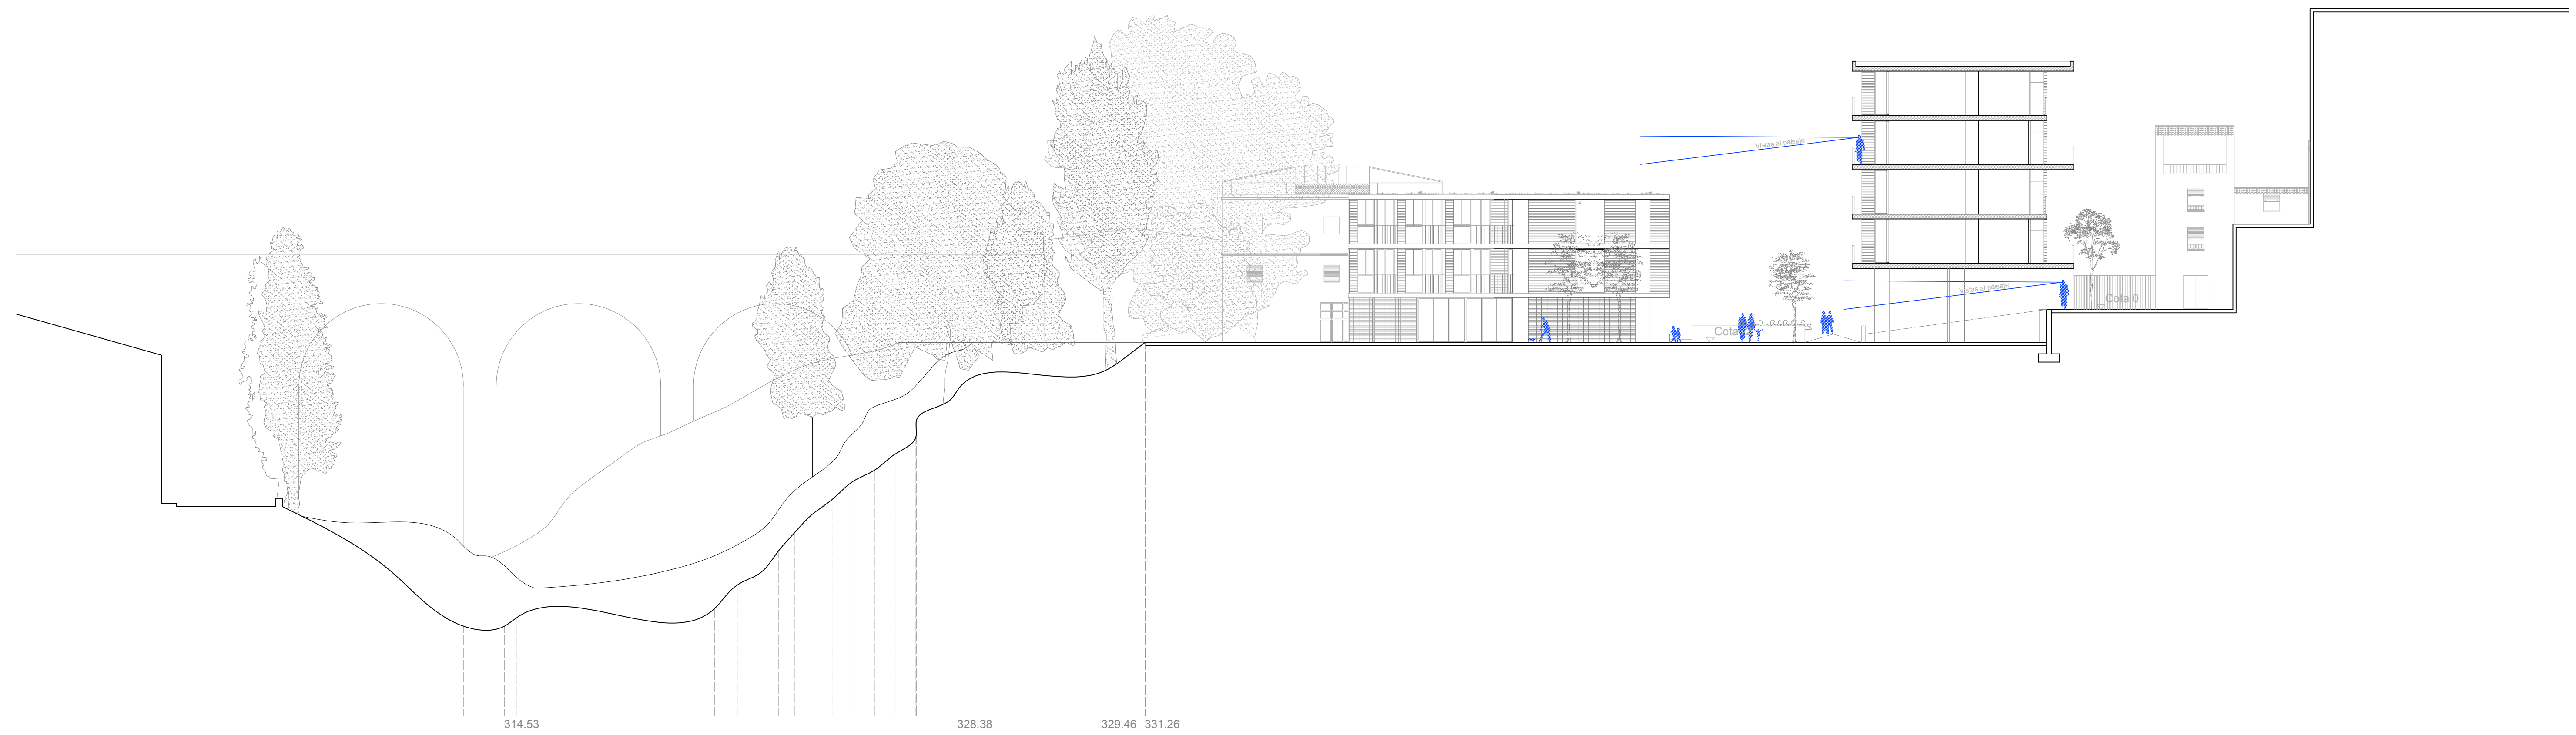 Vistas al paisaje
Vistas al paisaje
Cota 0
Cota
314.53
328.38
329.46
331.26